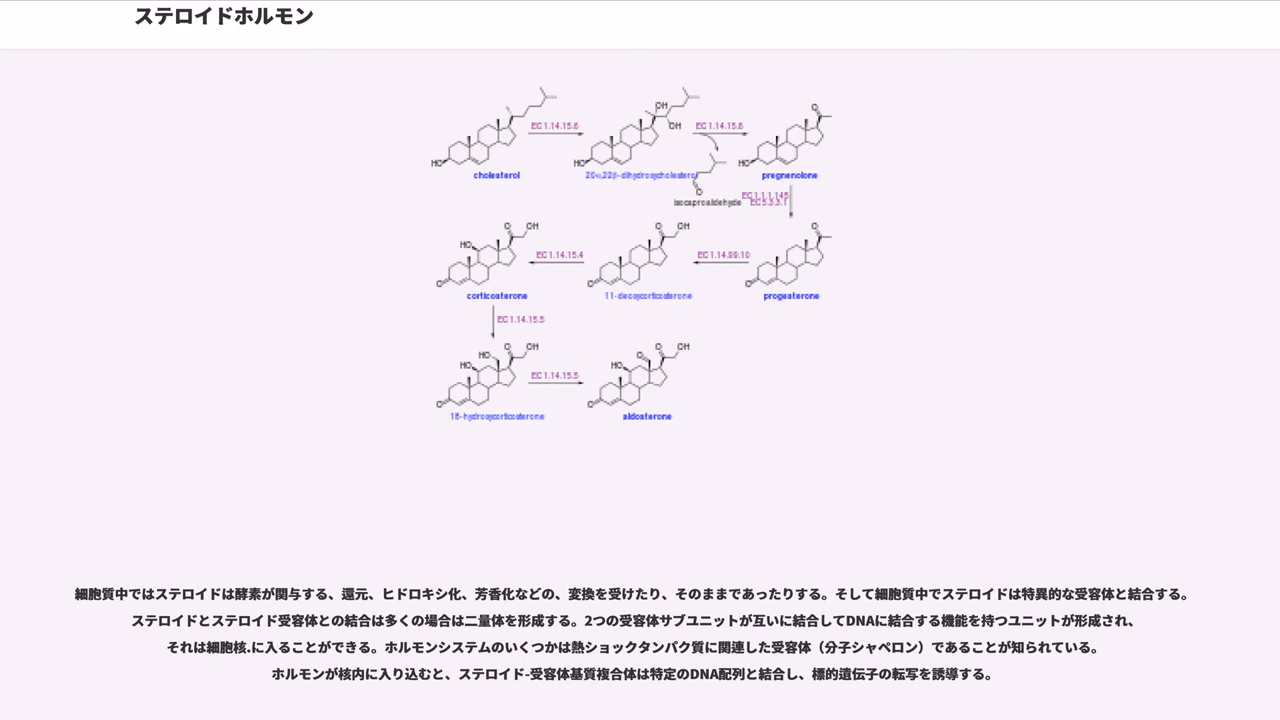 ステロイドホルモン
OH
EC 1.14.15.6
OH
EC 1.14.15.6
O
HO
HO
HO
cholesterol
20α,22β-dihydroxycholesterol
pregnenolone
O
isocaproaldehyde
EC 1.1.1.145
EC 5.3.3.1
O
OH
O
OH
O
HO
EC 1.14.15.4
EC 1.14.99.10
O
O
O
corticosterone
11-deoxycorticosterone
progesterone
EC 1.14.15.5
HO
O
OH
O
O
OH
HO
EC 1.14.15.5
HO
O
O
18-hydroxycorticosterone
aldosterone
細胞質中ではステロイドは酵素が関与する、還元、ヒドロキシ化、芳香化などの、変換を受けたり、そのままであったりする。そして細胞質中でステロイドは特異的な受容体と結合する。
ステロイドとステロイド受容体との結合は多くの場合は二量体を形成する。2つの受容体サブユニットが互いに結合してDNAに結合する機能を持つユニットが形成され、
それは細胞核.に入ることができる。ホルモンシステムのいくつかは熱ショックタンパク質に関連した受容体（分子シャペロン）であることが知られている。
ホルモンが核内に入り込むと、ステロイド-受容体基質複合体は特定のDNA配列と結合し、標的遺伝子の転写を誘導する。